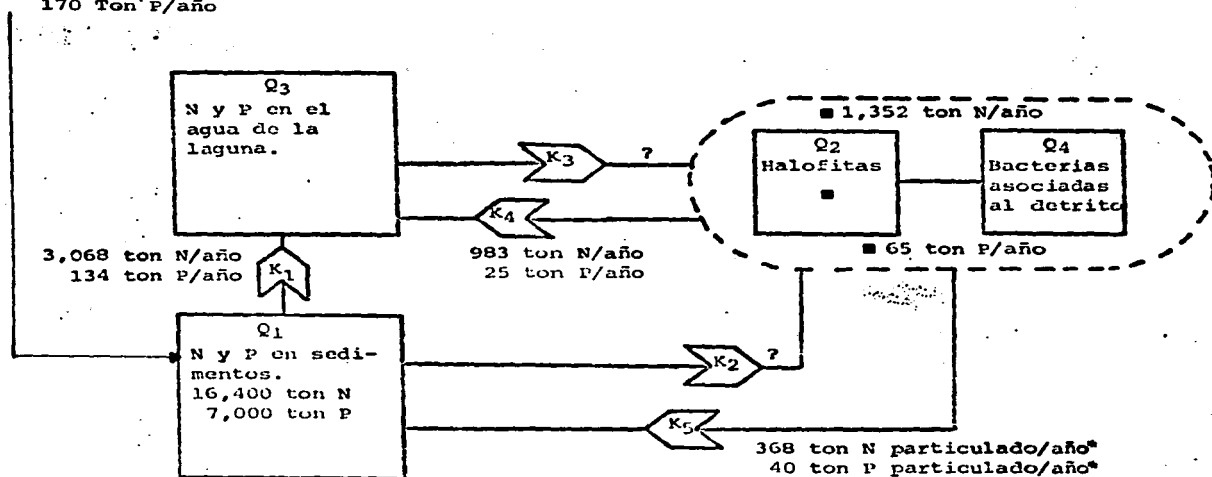 170 Ton P/año
Q3
N y P en el
agua de la
laguna.
K3
?
K4
983 ton N/año
25 ton P/año
■ 1,352 ton N/año
Q2
Halofitas
■
Q4
Bacterias
asociadas
al detrito
■ 65 ton P/año
3,068 ton N/año
134 ton P/año
K1
Q1
N y P en sedi-
mentos.
16,400 ton N
7,000 ton P
K2
?
K5
368 ton N particulado/año*
40 ton P particulado/año*